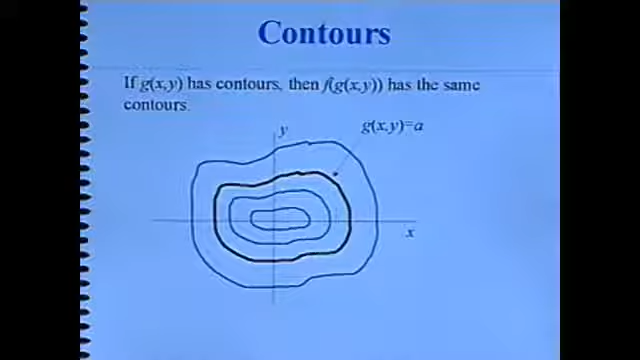 Contours
If g(x,y) has contours, then f(g(x,y)) has the same
contours.
y
g(x,y)=a
x